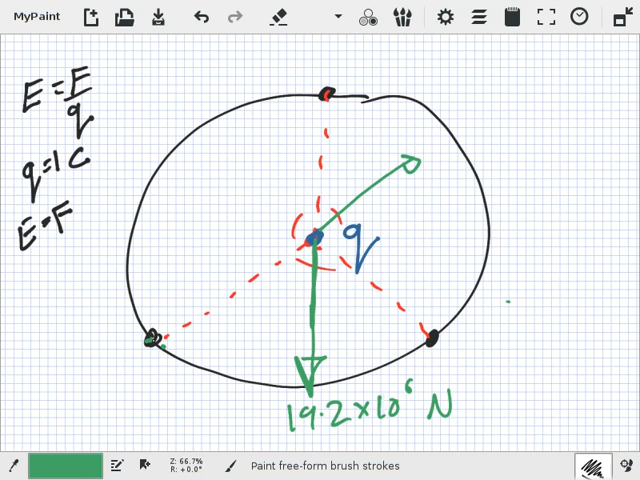 MyPaint
E=F/q
q=1 C
E=F
q
19.2×10⁶ N
Z: 66.7%
R: +0.0°
Paint free-form brush strokes